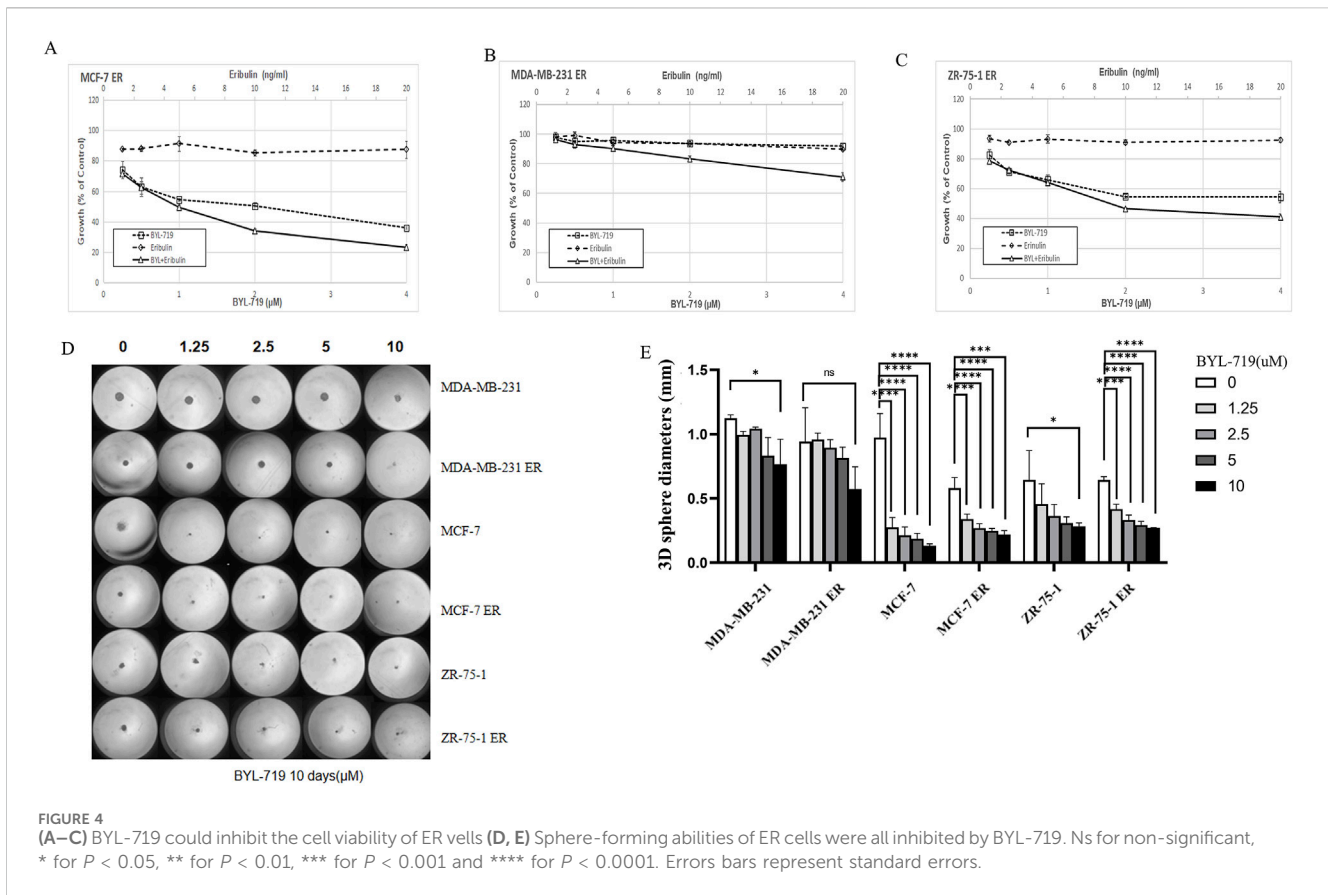 A
MCF-7 ER
Eribulin (ng/ml)
0 2 4 6 8 10 12 14 16 18 20
120
100
80
60
40
20
0
Growth (% of Control)
BYL-719
Eribulin
BYL+Eribulin
0 1 2 3 4
BYL-719 (µM)
B
MDA-MB-231 ER
Eribulin (ng/ml)
0 2 4 6 8 10 12 14 16 18 20
120
100
80
60
40
20
0
Growth (% of Control)
BYL-719
Eribulin
BYL+Eribulin
0 1 2 3 4
BYL-719 (µM)
C
ZR-75-1 ER
Eribulin (ng/ml)
0 2 4 6 8 10 12 14 16 18 20
120
100
80
60
40
20
0
Growth (% of Control)
BYL-719
Erinulin
BYL+Eribulin
0 1 2 3 4
BYL-719 (µM)
D
0 1.25 2.5 5 10
MDA-MB-231
MDA-MB-231 ER
MCF-7
MCF-7 ER
ZR-75-1
ZR-75-1 ER
BYL-719 10 days(µM)
E
3D sphere diameters (mm)
1.5
1.0
0.5
0.0
*
ns
****
****
****
****
***
****
****
****
*
****
****
****
****
MDA-MB-231
MDA-MB-231 ER
MCF-7
MCF-7 ER
ZR-75-1
ZR-75-1 ER
BYL-719(uM)
0
1.25
2.5
5
10
FIGURE 4
(A–C) BYL-719 could inhibit the cell viability of ER vells (D, E) Sphere-forming abilities of ER cells were all inhibited by BYL-719. Ns for non-significant,
* for P < 0.05, ** for P < 0.01, *** for P < 0.001 and **** for P < 0.0001. Errors bars represent standard errors.